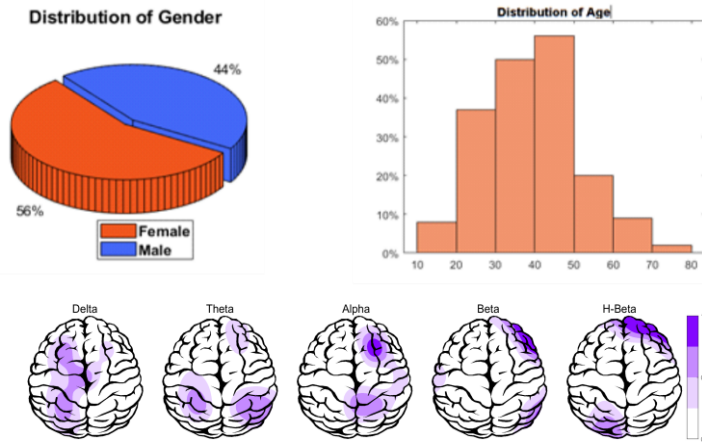 Distribution of Gender
44%
56%
Female
Male
Distribution of Age
60%
50%
40%
30%
20%
10%
0%
10 20 30 40 50 60 70 80
Delta Theta Alpha Beta H-Beta